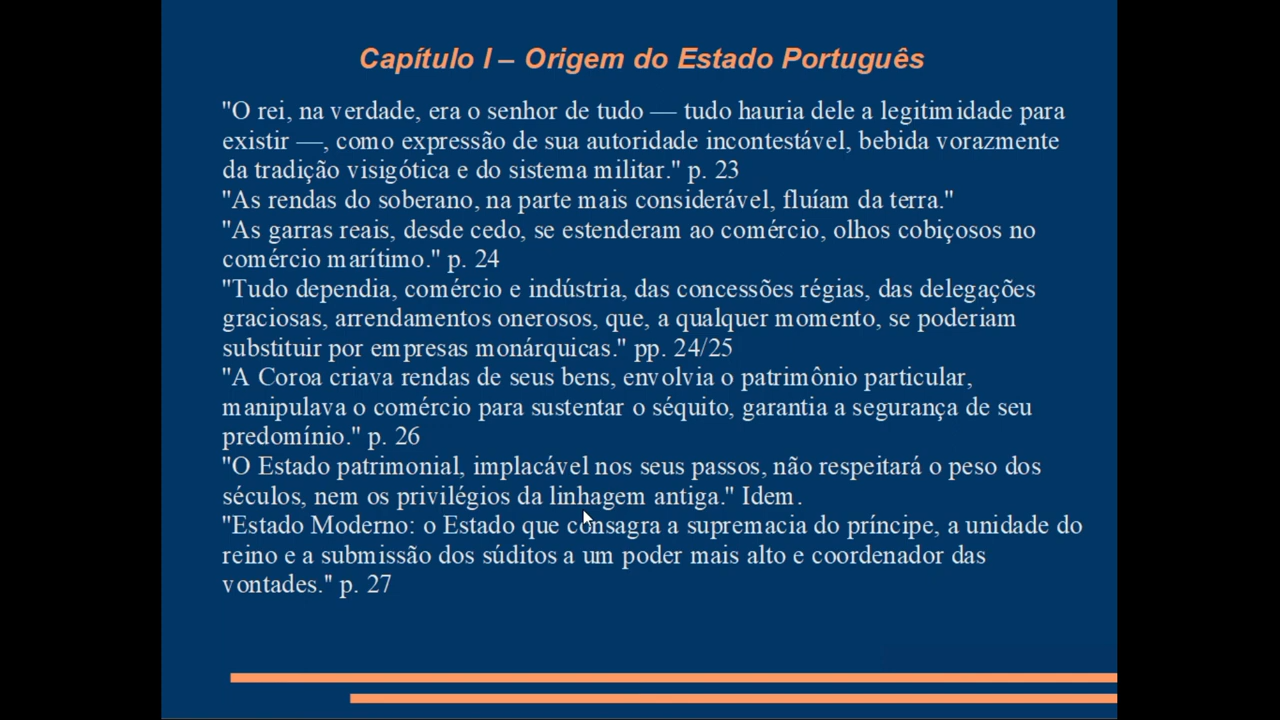 Capítulo I – Origem do Estado Português
"O rei, na verdade, era o senhor de tudo — tudo hauria dele a legitimidade para
existir —, como expressão de sua autoridade incontestável, bebida vorazmente
da tradição visigótica e do sistema militar." p. 23
"As rendas do soberano, na parte mais considerável, fluíam da terra."
"As garras reais, desde cedo, se estenderam ao comércio, olhos cobiçosos no
comércio marítimo." p. 24
"Tudo dependia, comércio e indústria, das concessões régias, das delegações
graciosas, arrendamentos onerosos, que, a qualquer momento, se poderiam
substituir por empresas monárquicas." pp. 24/25
"A Coroa criava rendas de seus bens, envolvia o patrimônio particular,
manipulava o comércio para sustentar o séquito, garantia a segurança de seu
predomínio." p. 26
"O Estado patrimonial, implacável nos seus passos, não respeitará o peso dos
séculos, nem os privilégios da linhagem antiga." Idem.
"Estado Moderno: o Estado que consagra a supremacia do príncipe, a unidade do
reino e a submissão dos súditos a um poder mais alto e coordenador das
vontades." p. 27